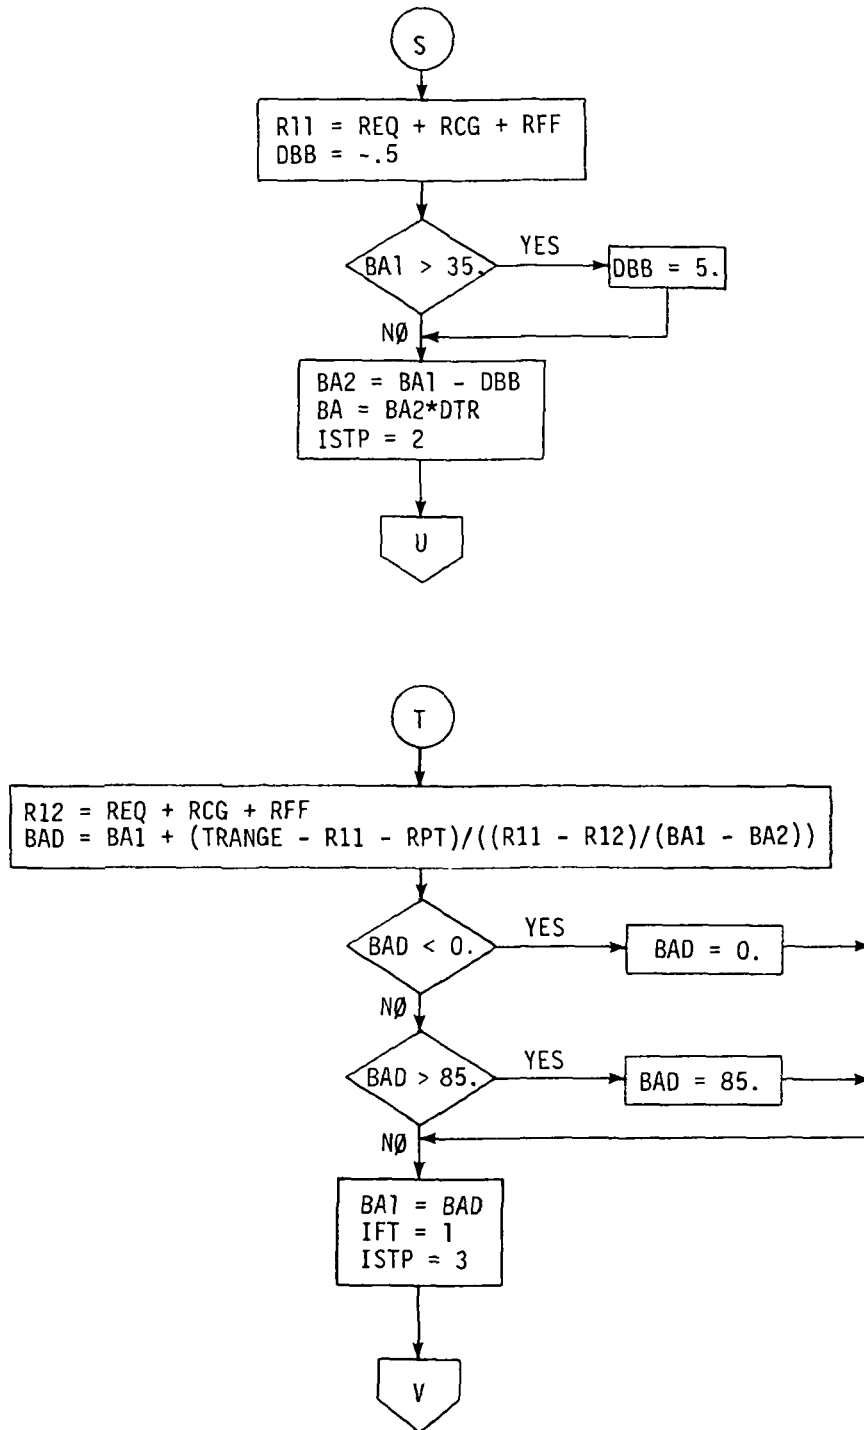 S
R11 = REQ + RCG + RFF
DBB = -.5
BA1 > 35.
YES
DBB = 5.
NØ
BA2 = BA1 - DBB
BA = BA2*DTR
ISTP = 2
U
T
R12 = REQ + RCG + RFF
BAD = BA1 + (TRANGE - R11 - RPT)/((R11 - R12)/(BA1 - BA2))
BAD < 0.
YES
BAD = 0.
NØ
BAD > 85.
YES
BAD = 85.
NØ
BA1 = BAD
IFT = 1
ISTP = 3
V